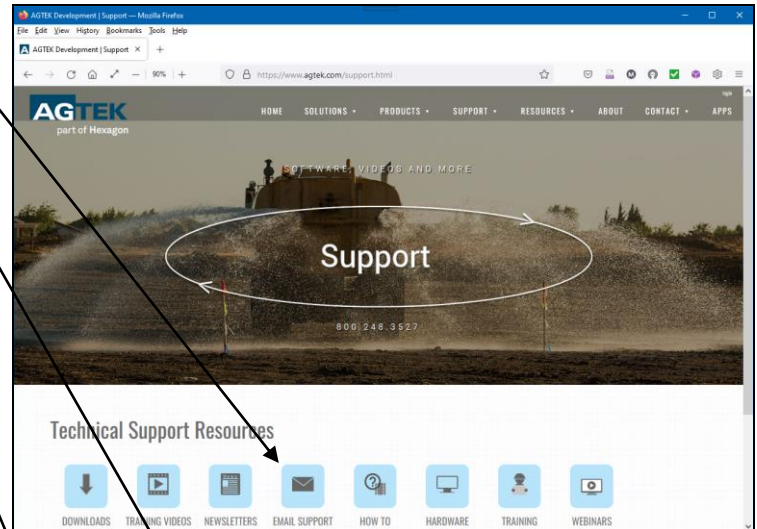 AGTEK Development | Support — Mozilla Firefox
File Edit View History Bookmarks Tools Help
AGTEK Development | Support
90%
https://www.agtek.com/support.html
login
AGTEK
part of Hexagon
HOME SOLUTIONS PRODUCTS SUPPORT RESOURCES ABOUT CONTACT APPS
SOFTWARE, VIDEOS AND MORE
Support
800.248.3527
Technical Support Resources
DOWNLOADS TRAINING VIDEOS NEWSLETTERS EMAIL SUPPORT HOW TO HARDWARE TRAINING WEBINARS